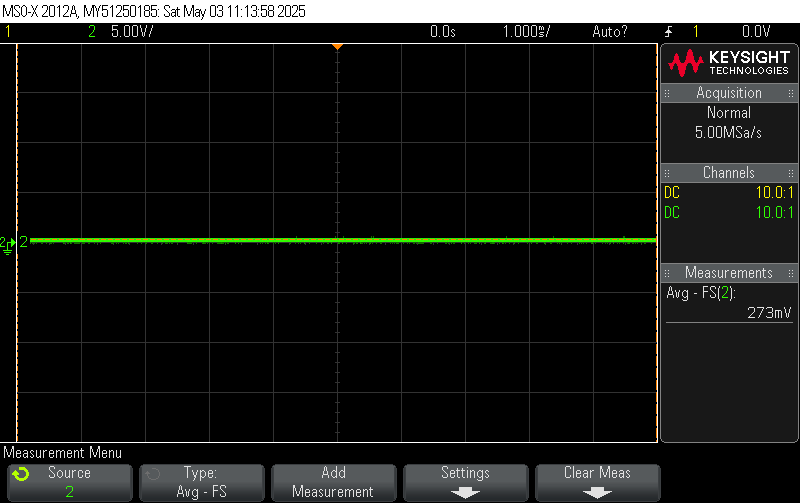 MSO-X 2012A, MY51250185: Sat May 03 11:13:58 2025
1 2 5.00V/ 0.0s 1.000s/ Auto? 1 0.0V
KEYSIGHT
TECHNOLOGIES
Acquisition
Normal
5.00MSa/s
Channels
DC 10.0:1
DC 10.0:1
2 2
Measurements
Avg - FS(2):
273mV
Measurement Menu
Source
2
Type:
Avg - FS
Add
Measurement
Settings
Clear Meas